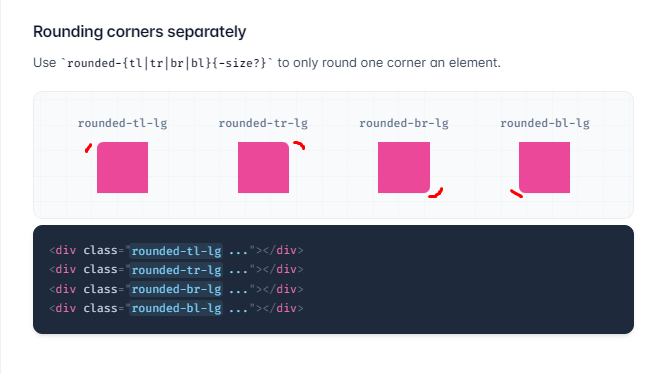 Rounding corners separately
Use `rounded-{tl|tr|br|bl}{-size?}` to only round one corner an element.
rounded-tl-lg rounded-tr-lg rounded-br-lg rounded-bl-lg
<div class="rounded-tl-lg ..."></div>
<div class="rounded-tr-lg ..."></div>
<div class="rounded-br-lg ..."></div>
<div class="rounded-bl-lg ..."></div>